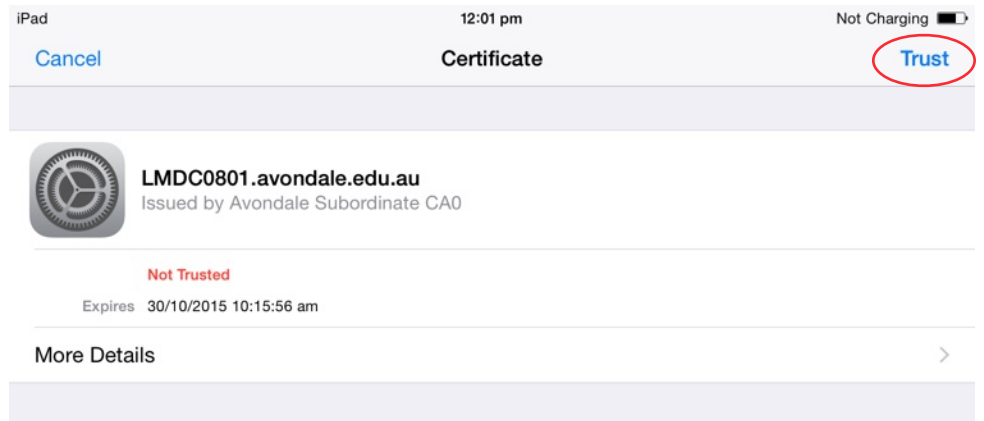 iPad 12:01 pm Not Charging
Cancel Certificate Trust
LMDC0801.avondale.edu.au
Issued by Avondale Subordinate CA0
Not Trusted
Expires 30/10/2015 10:15:56 am
More Details